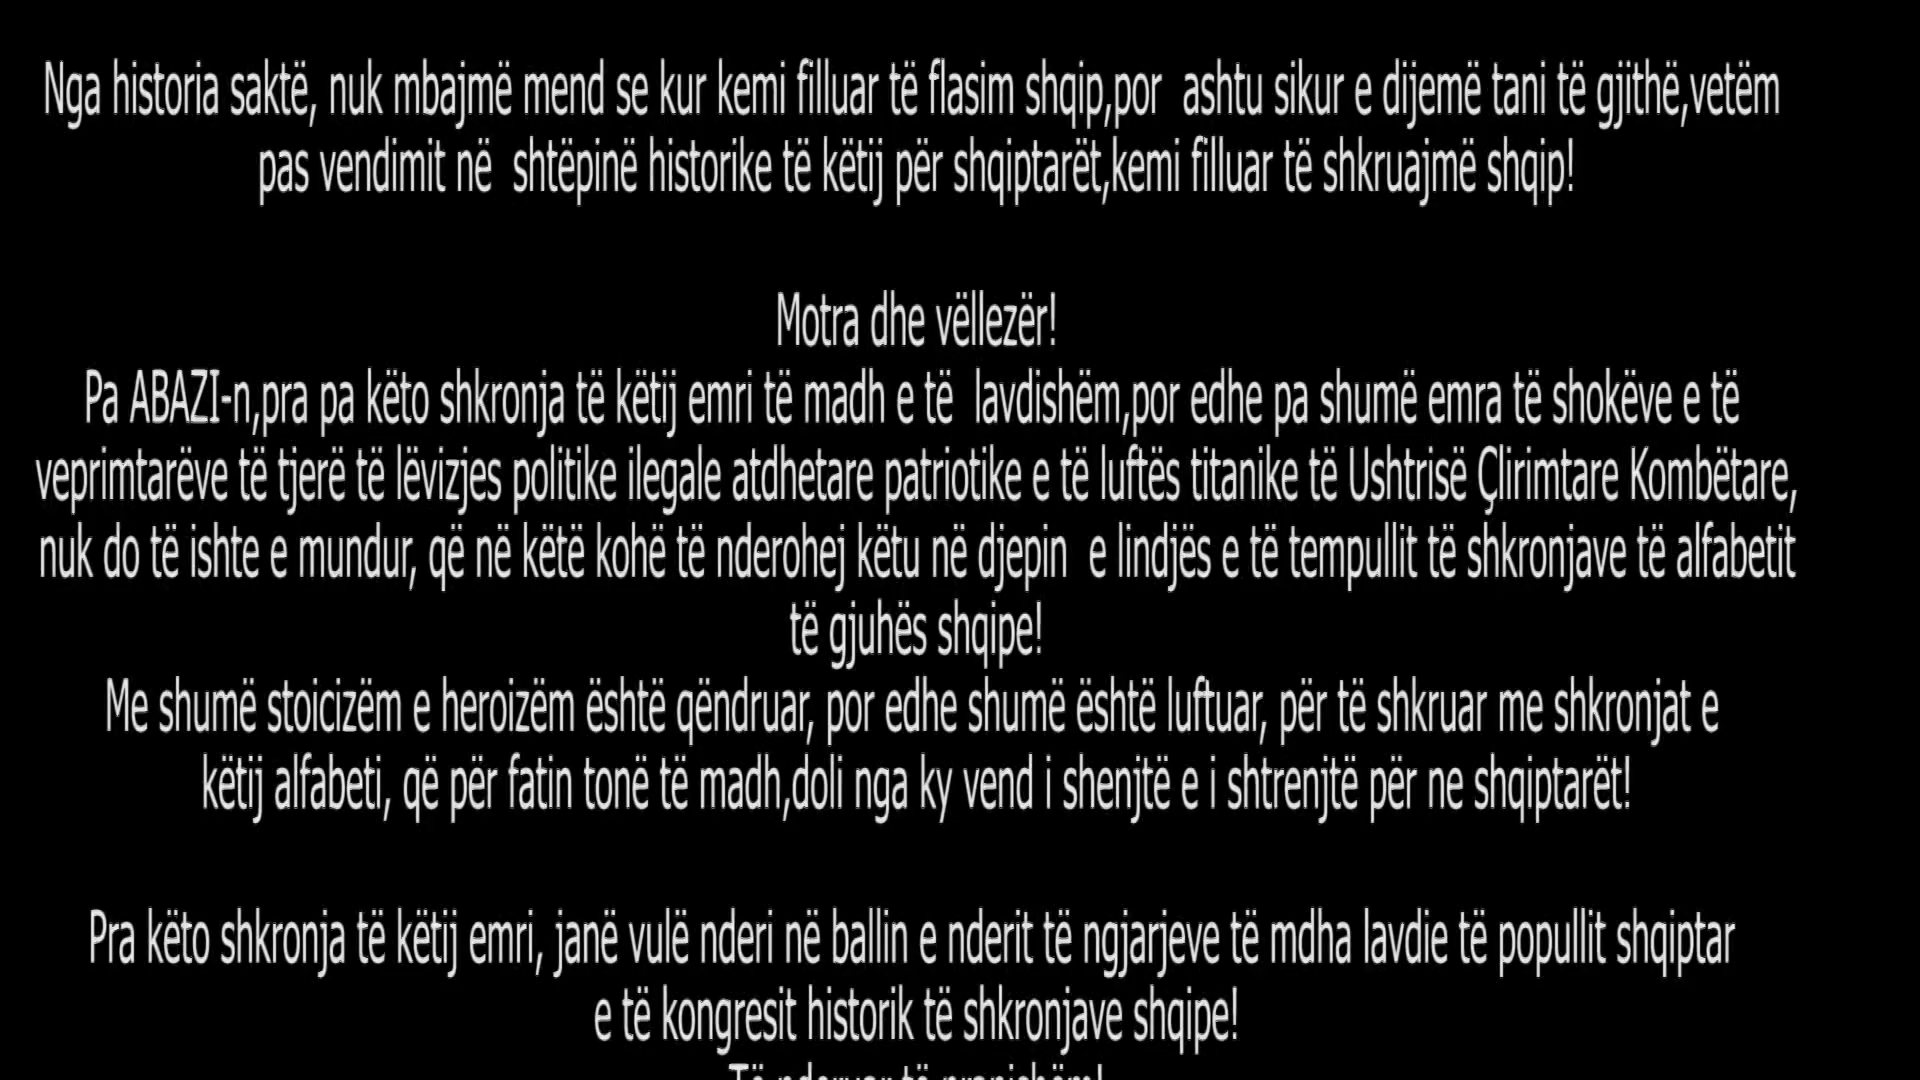 Nga historia saktë, nuk mbajmë mend se kur kemi filluar të flasim shqip,por  ashtu sikur e dijemë tani të gjithë,vetëm
pas vendimit në  shtëpinë historike të këtij për shqiptarët,kemi filluar të shkruajmë shqip!
Motra dhe vëllezër!
Pa ABAZI-n,pra pa këto shkronja të këtij emri të madh e të  lavdishëm,por edhe pa shumë emra të shokëve e të
veprimtarëve të tjerë të lëvizjes politike ilegale atdhetare patriotike e të luftës titanike të Ushtrisë Çlirimtare Kombëtare,
nuk do të ishte e mundur, që në këtë kohë të nderohej këtu në djepin  e lindjës e të tempullit të shkronjave të alfabetit
të gjuhës shqipe!
Me shumë stoicizëm e heroizëm është qëndruar, por edhe shumë është luftuar, për të shkruar me shkronjat e
këtij alfabeti, që për fatin tonë të madh,doli nga ky vend i shenjtë e i shtrenjtë për ne shqiptarët!
Pra këto shkronja të këtij emri, janë vulë nderi në ballin e nderit të ngjarjeve të mdha lavdie të popullit shqiptar
e të kongresit historik të shkronjave shqipe!
Të nderuar të pranishëm!